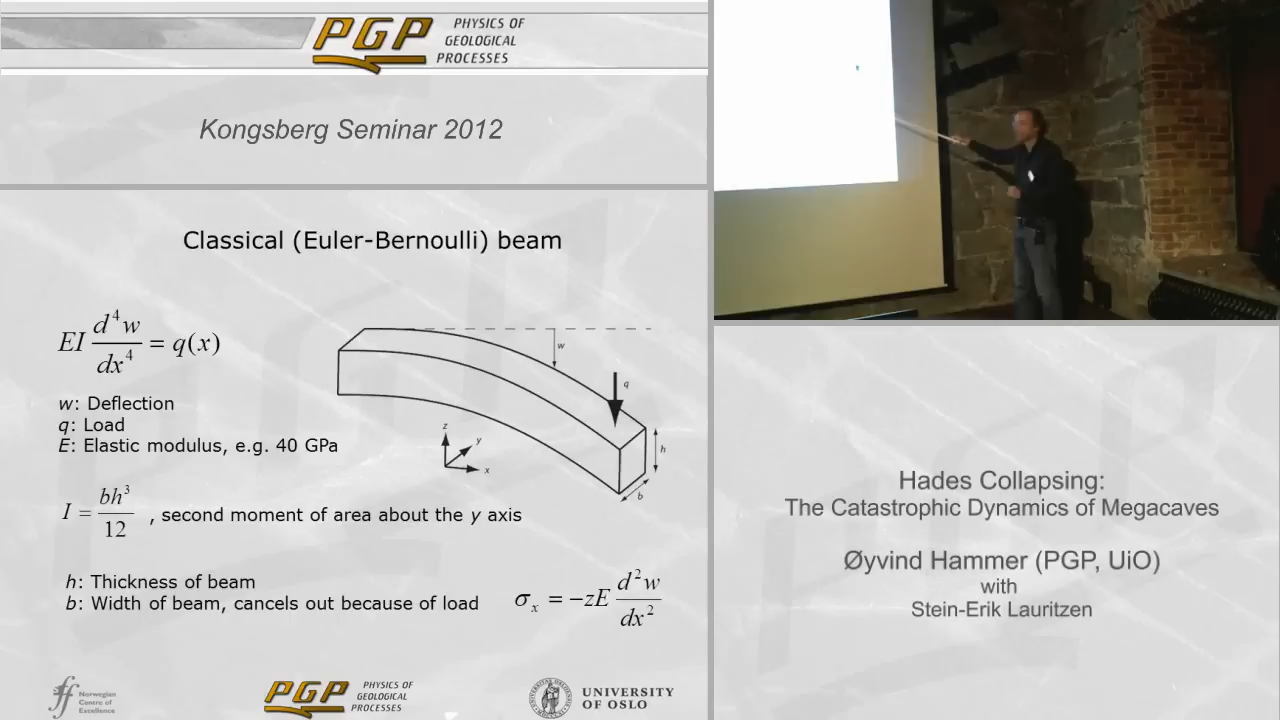 PGP PHYSICS OF
GEOLOGICAL
PROCESSES
Kongsberg Seminar 2012
Classical (Euler-Bernoulli) beam
EI d⁴w/dx⁴ = q(x)
w: Deflection
q: Load
E: Elastic modulus, e.g. 40 GPa
w
q
z
y
x
h
b
I = bh³/12 , second moment of area about the y axis
h: Thickness of beam
b: Width of beam, cancels out because of load
σₓ = −zE d²w/dx²
Norwegian
Centre of
Excellence
PGP PHYSICS OF
GEOLOGICAL
PROCESSES
UNIVERSITY
OF OSLO
Hades Collapsing:
The Catastrophic Dynamics of Megacaves
Øyvind Hammer (PGP, UiO)
with
Stein-Erik Lauritzen